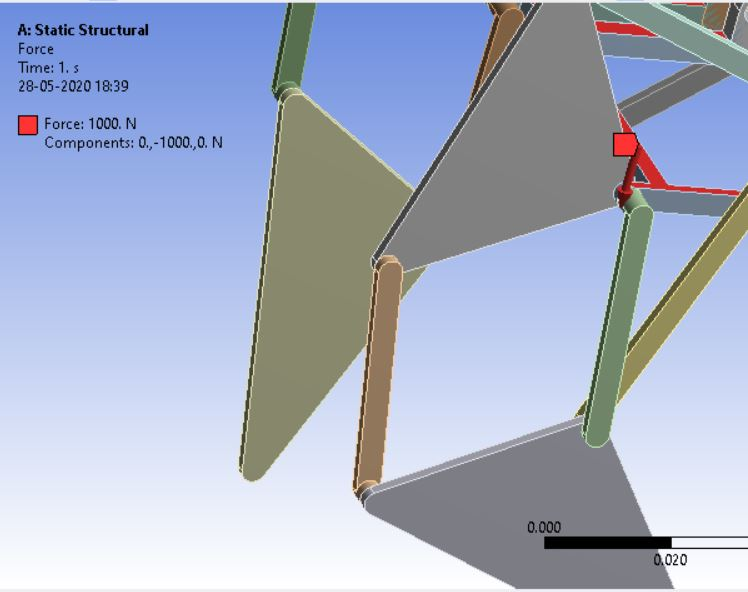 A: Static Structural
Force
Time: 1. s
28-05-2020 18:39
Force: 1000. N
Components: 0.,-1000.,0. N
0.000
0.020